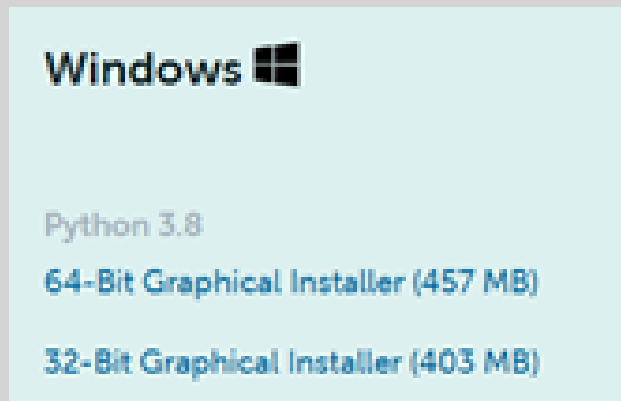 Windows
Python 3.8
64-Bit Graphical Installer (457 MB)
32-Bit Graphical Installer (403 MB)